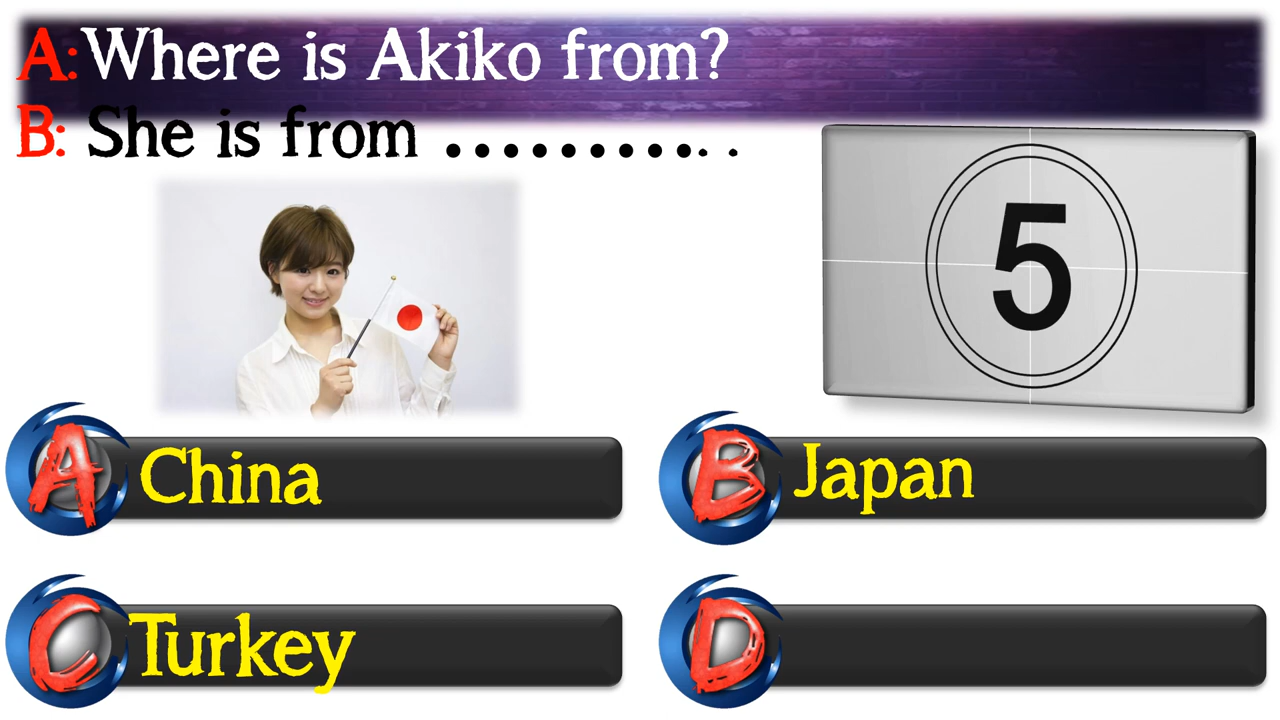 A: Where is Akiko from?
B: She is from ........... 
5
A China
B Japan
C Turkey
D